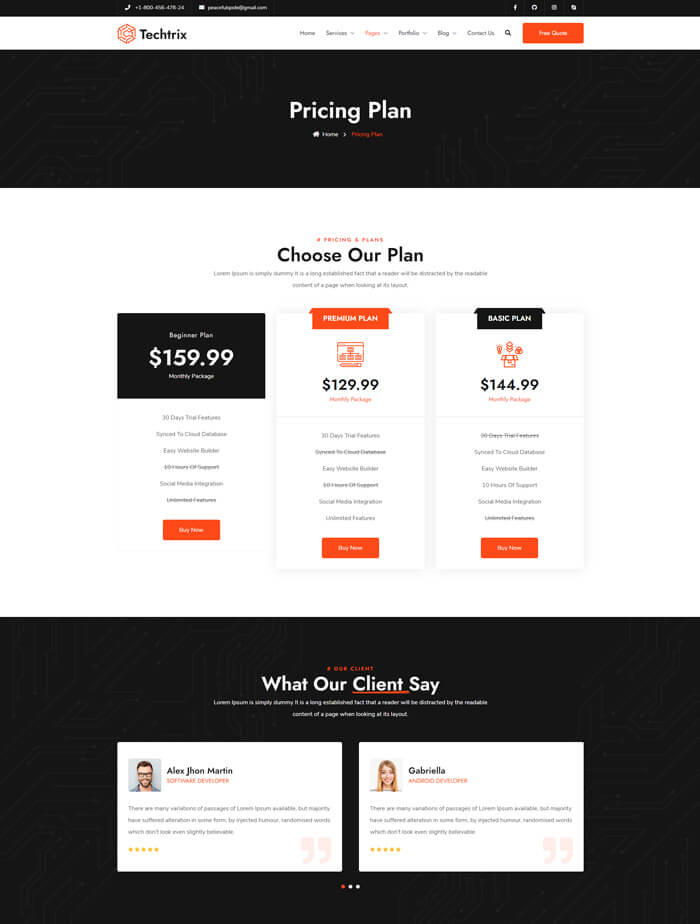 +1-800-456-478-24
peacefulqode@gmail.com
Techtrix
Home
Services
Pages
Portfolio
Blog
Contact Us
Free Quote
Pricing Plan
Home
Pricing Plan
# PRICING & PLANS
Choose Our Plan
Lorem Ipsum is simply dummy It is a long established fact that a reader will be distracted by the readable
content of a page when looking at its layout.
Beginner Plan
$159.99
Monthly Package
30 Days Trial Features
Synced To Cloud Database
Easy Website Builder
10 Hours Of Support
Social Media Integration
Unlimited Features
Buy Now
PREMIUM PLAN
$129.99
Monthly Package
30 Days Trial Features
Synced To Cloud Database
Easy Website Builder
10 Hours Of Support
Social Media Integration
Unlimited Features
Buy Now
BASIC PLAN
$144.99
Monthly Package
30 Days Trial Features
Synced To Cloud Database
Easy Website Builder
10 Hours Of Support
Social Media Integration
Unlimited Features
Buy Now
# OUR CLIENT
What Our Client Say
Lorem Ipsum is simply dummy It is a long established fact that a reader will be distracted by the readable
content of a page when looking at its layout.
Alex Jhon Martin
SOFTWARE DEVELOPER
There are many variations of passages of Lorem Ipsum available, but majority
have suffered alteration in some form, by injected humour, randomised words
which don't look even slightly believable.
Gabriella
ANDROID DEVELOPER
There are many variations of passages of Lorem Ipsum available, but majority
have suffered alteration in some form, by injected humour, randomised words
which don't look even slightly believable.